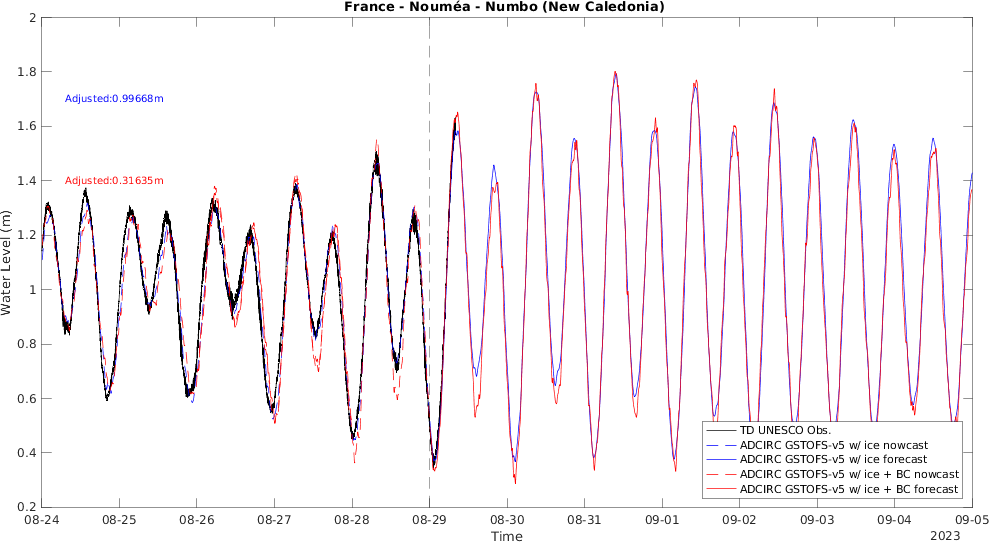 France - Nouméa - Numbo (New Caledonia)
2
1.8
1.6
1.4
1.2
1
0.8
0.6
0.4
0.2
Water Level (m)
Adjusted:0.99668m
Adjusted:0.31635m
TD UNESCO Obs.
ADCIRC GSTOFS-v5 w/ ice nowcast
ADCIRC GSTOFS-v5 w/ ice forecast
ADCIRC GSTOFS-v5 w/ ice + BC nowcast
ADCIRC GSTOFS-v5 w/ ice + BC forecast
08-24 08-25 08-26 08-27 08-28 08-29 08-30 08-31 09-01 09-02 09-03 09-04 09-05
Time
2023